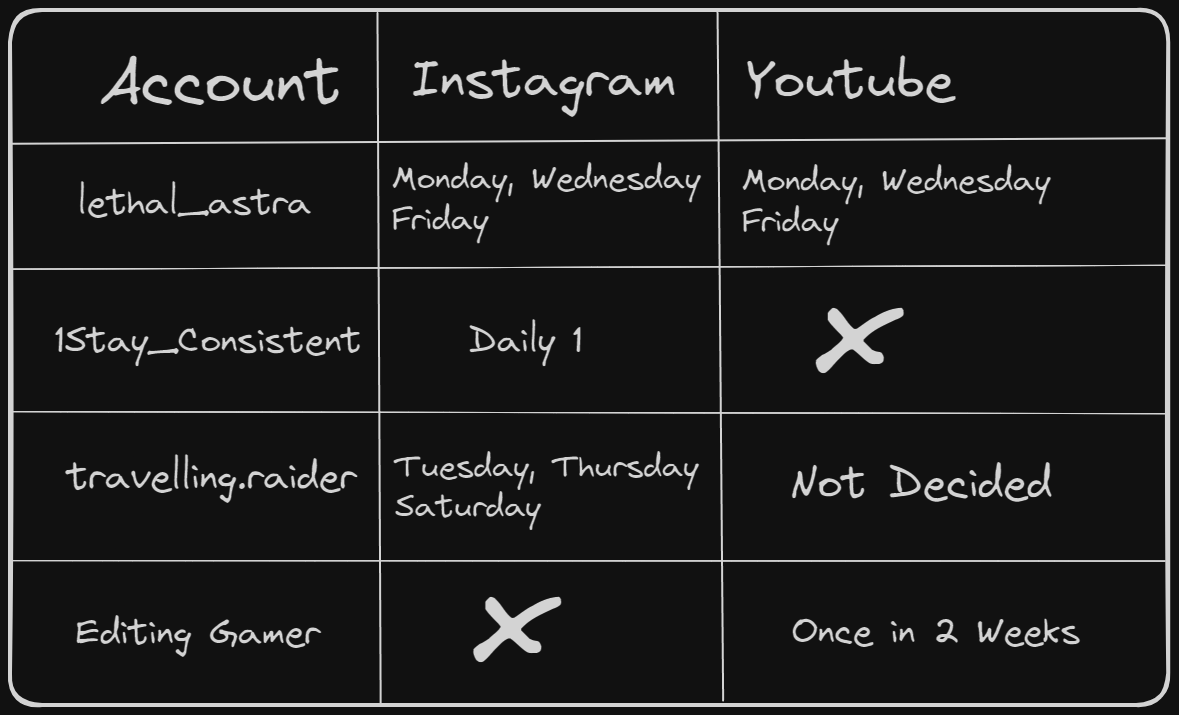 Account Instagram Youtube
lethal_astra
Monday, Wednesday
Friday
Monday, Wednesday
Friday
1Stay_Consistent Daily 1
travelling.raider
Tuesday, Thursday
Saturday
Not Decided
Editing Gamer
Once in 2 Weeks